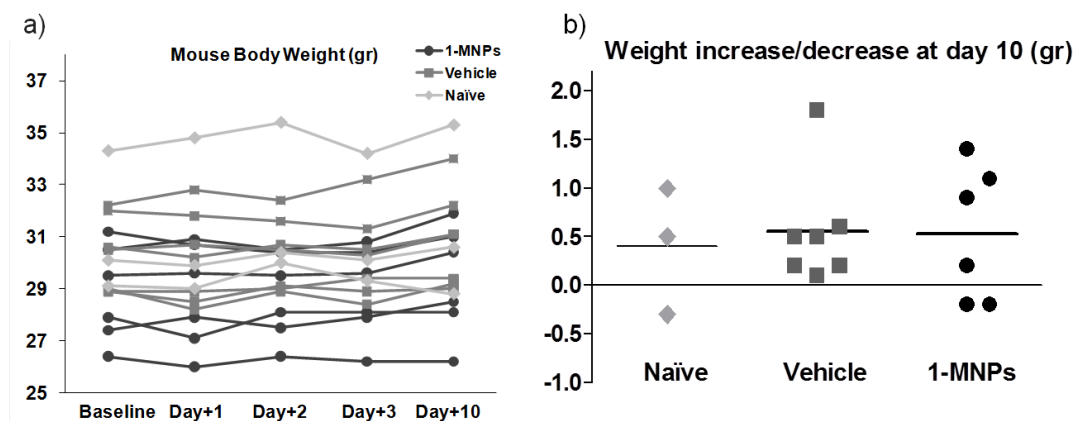 a)
Mouse Body Weight (gr)
1-MNPs
Vehicle
Naïve
37
35
33
31
29
27
25
Baseline Day+1 Day+2 Day+3 Day+10
b)
Weight increase/decrease at day 10 (gr)
2.0
1.5
1.0
0.5
0.0
-0.5
-1.0
Naïve Vehicle 1-MNPs